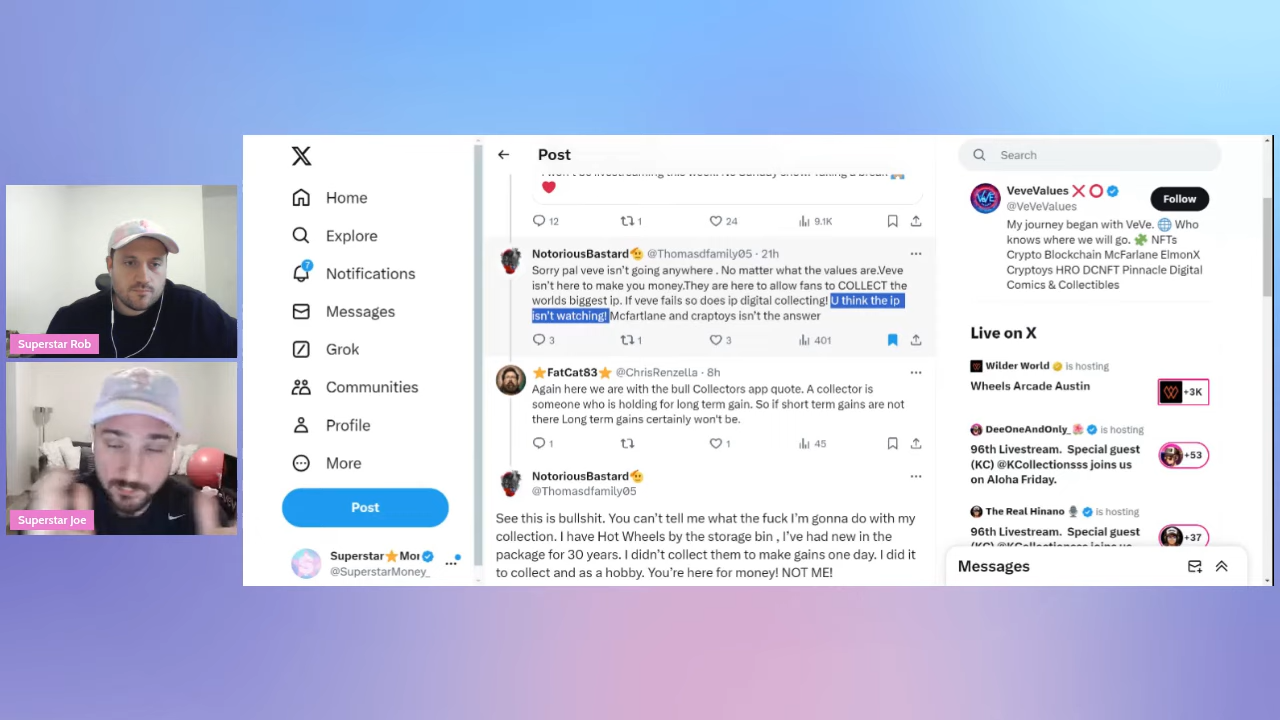 Superstar Rob
Superstar Joe
Home
Explore
7
Notifications
Messages
Grok
Communities
Profile
More
Post
Superstar⭐Mor
@SuperstarMoney_
Post
12 1 24 9.1K
NotoriousBastard🫡 @Thomasdfamily05 · 21h
Sorry pal veve isn't going anywhere . No matter what the values are.Veve
isn't here to make you money.They are here to allow fans to COLLECT the
worlds biggest ip. If veve fails so does ip digital collecting! U think the ip
isn't watching! Mcfartlane and craptoys isn't the answer
3 1 3 401
⭐FatCat83⭐ @ChrisRenzella · 8h
Again here we are with the bull Collectors app quote. A collector is
someone who is holding for long term gain. So if short term gains are not
there Long term gains certainly won't be.
1 1 45
NotoriousBastard🫡
@Thomasdfamily05
See this is bullshit. You can't tell me what the fuck I'm gonna do with my
collection. I have Hot Wheels by the storage bin , I've had new in the
package for 30 years. I didn't collect them to make gains one day. I did it
to collect and as a hobby. You're here for money! NOT ME!
Search
VeveValues ❌ ⭕
@VeVeValues
Follow
My journey began with VeVe. 🌐 Who
knows where we will go. 🧩 NFTs
Crypto Blockchain McFarlane ElmonX
Cryptoys HRO DCNFT Pinnacle Digital
Comics & Collectibles
Live on X
Wilder World is hosting
Wheels Arcade Austin
+3K
DeeOneAndOnly_ is hosting
96th Livestream. Special guest
(KC) @KCollectionsss joins us
on Aloha Friday.
+53
The Real Hinano is hosting
96th Livestream. Special guest
+37
Messages